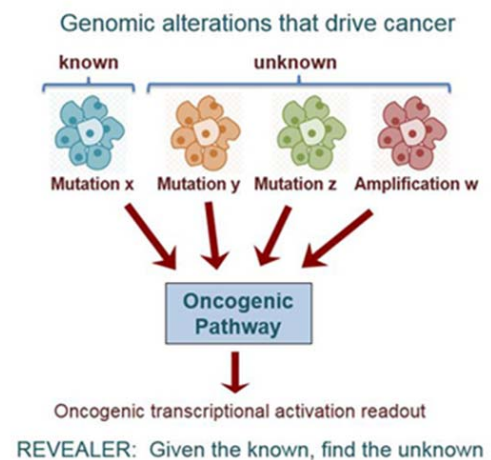 Genomic alterations that drive cancer
known unknown
Mutation x Mutation y Mutation z Amplification w
Oncogenic
Pathway
Oncogenic transcriptional activation readout
REVEALER: Given the known, find the unknown